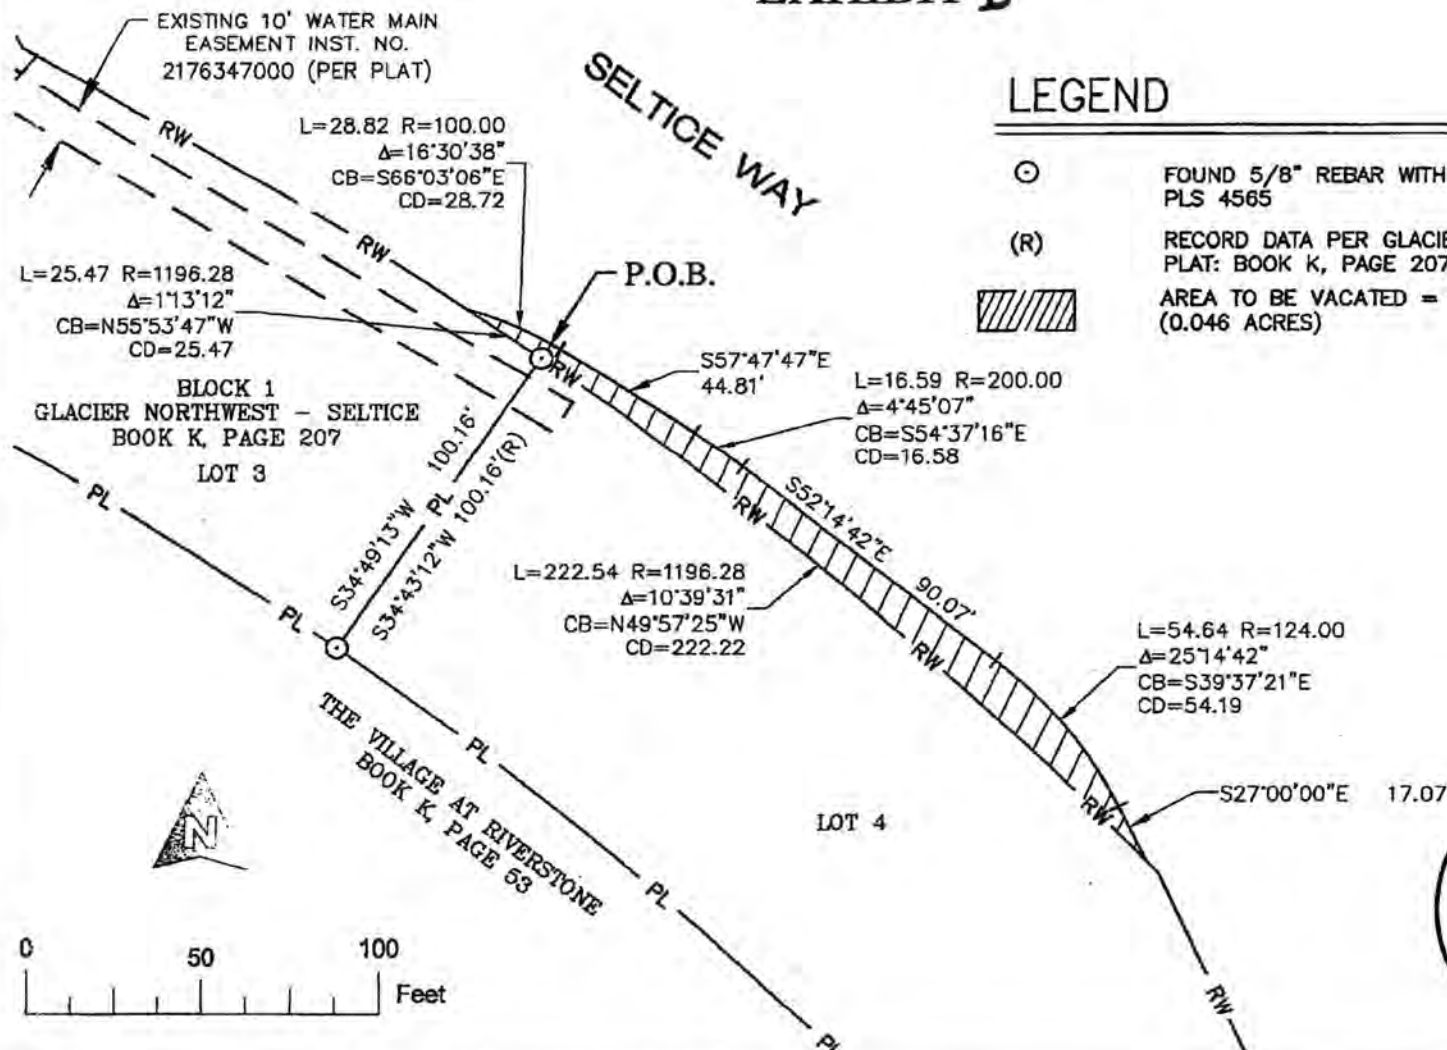 EXISTING 10' WATER MAIN
EASEMENT INST. NO.
2176347000 (PER PLAT)
SELTICE WAY
LEGEND
FOUND 5/8" REBAR WITH
PLS 4565
(R) RECORD DATA PER
PLAT: BOOK K, PAGE 207
AREA TO BE VACATED =
(0.046 ACRES)
RW
L=28.82 R=100.00
Δ=16°30'38"
CB=S66°03'06"E
CD=28.72
RW
L=25.47 R=1196.28
Δ=1°13'12"
CB=N55°53'47"W
CD=25.47
P.O.B.
RW
S57°47'47"E
44.81'
L=16.59 R=200.00
Δ=4°45'07"
CB=S54°37'16"E
CD=16.58
BLOCK 1
GLACIER NORTHWEST – SELTICE
BOOK K, PAGE 207
LOT 3
S34°49'13"W 100.16'
PL
S34°43'12"W 100.16'(R)
PL
PL
S52°14'42"E 90.07'
RW
L=222.54 R=1196.28
Δ=10°39'31"
CB=N49°57'25"W
CD=222.22
RW
L=54.64 R=124.00
Δ=25°14'42"
CB=S39°37'21"E
CD=54.19
S27°00'00"E 17.07
RW
THE VILLAGE AT RIVERSTONE
BOOK K, PAGE 53
PL
LOT 4
PL
N
RW
PL
0 50 100
Feet